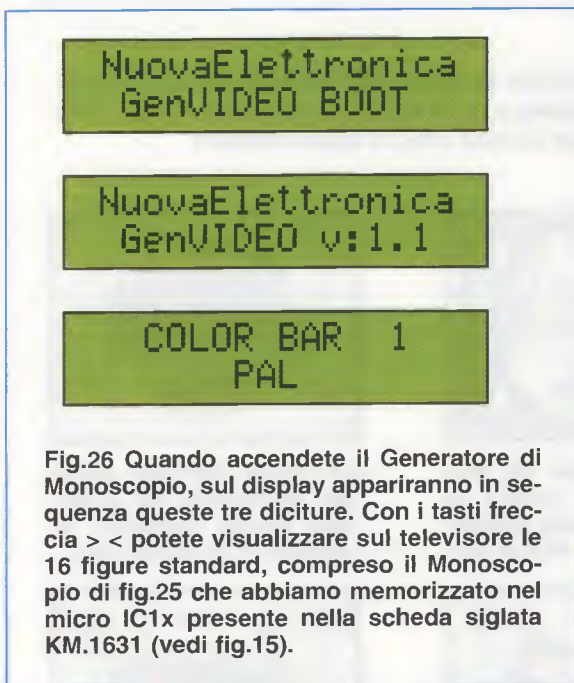 NuovaElettronica
GenVIDEO BOOT
NuovaElettronica
GenVIDEO v:1.1
COLOR BAR 1
PAL
Fig.26 Quando accendete il Generatore di
Monoscopio, sul display appariranno in se-
quenza queste tre diciture. Con i tasti frec-
cia > < potete visualizzare sul televisore le
16 figure standard, compreso il Monosco-
pio di fig.25 che abbiamo memorizzato nel
micro IC1x presente nella scheda siglata
KM.1631 (vedi fig.15).